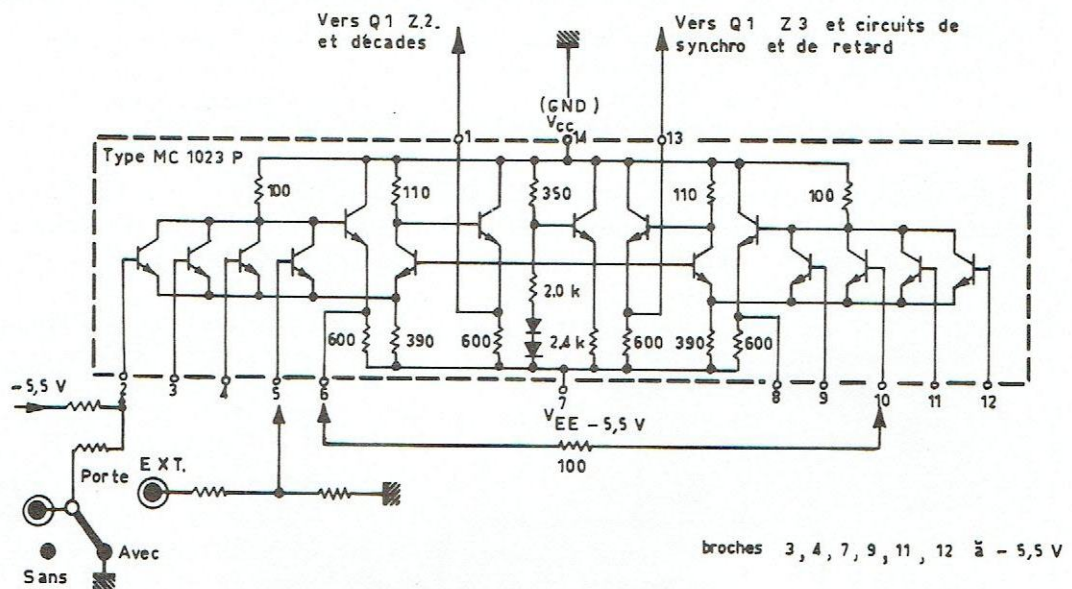 Vers Q1 Z.2.
et décades
Vers Q1 Z3 et circuits de
synchro et de retard
(GND)
Vcc
1
14
13
Type MC 1023 P
100
110
350
110
100
2.0 k
600
390
600
2,4 k
600
390
600
-5,5 V
2
3
4
5
6
7
8
9
10
11
12
VEE - 5,5 V
100
Porte
EXT.
Avec
Sans
broches 3, 4, 7, 9, 11, 12 ă - 5,5 V